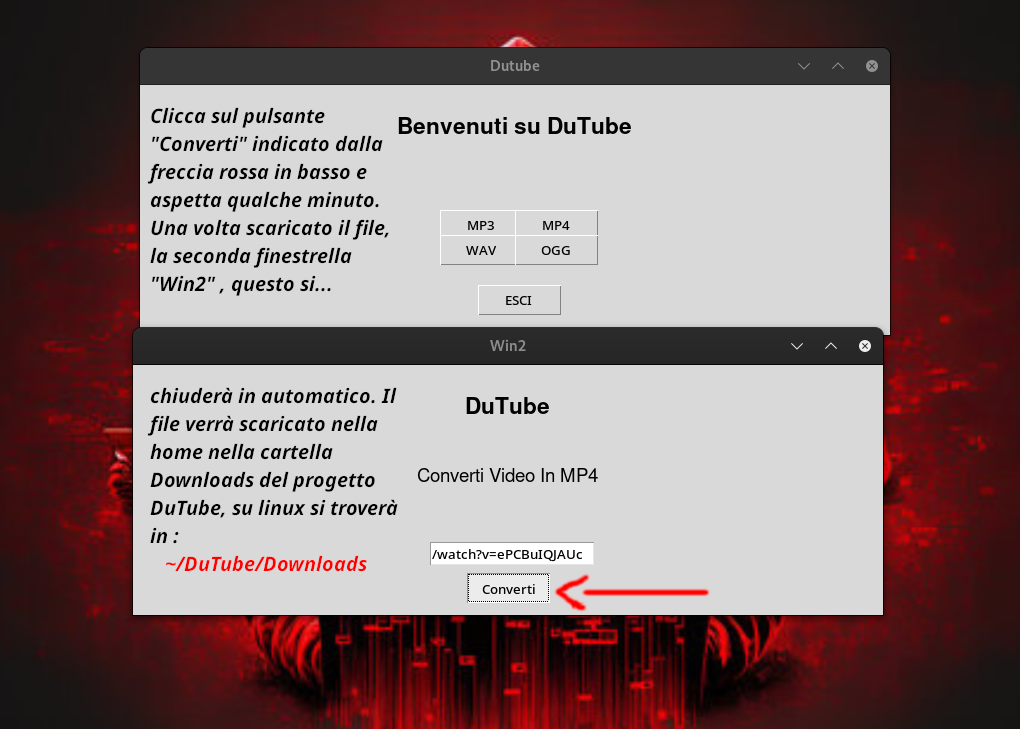 Dutube
Clicca sul pulsante
"Converti" indicato dalla
freccia rossa in basso e
aspetta qualche minuto.
Una volta scaricato il file,
la seconda finestrella
"Win2" , questo si...
Benvenuti su DuTube
MP3 MP4
WAV OGG
ESCI
Win2
chiuderà in automatico. Il
file verrà scaricato nella
home nella cartella
Downloads del progetto
DuTube, su linux si troverà
in :
~/DuTube/Downloads
DuTube
Converti Video In MP4
/watch?v=ePCBuIQJAUc
Converti